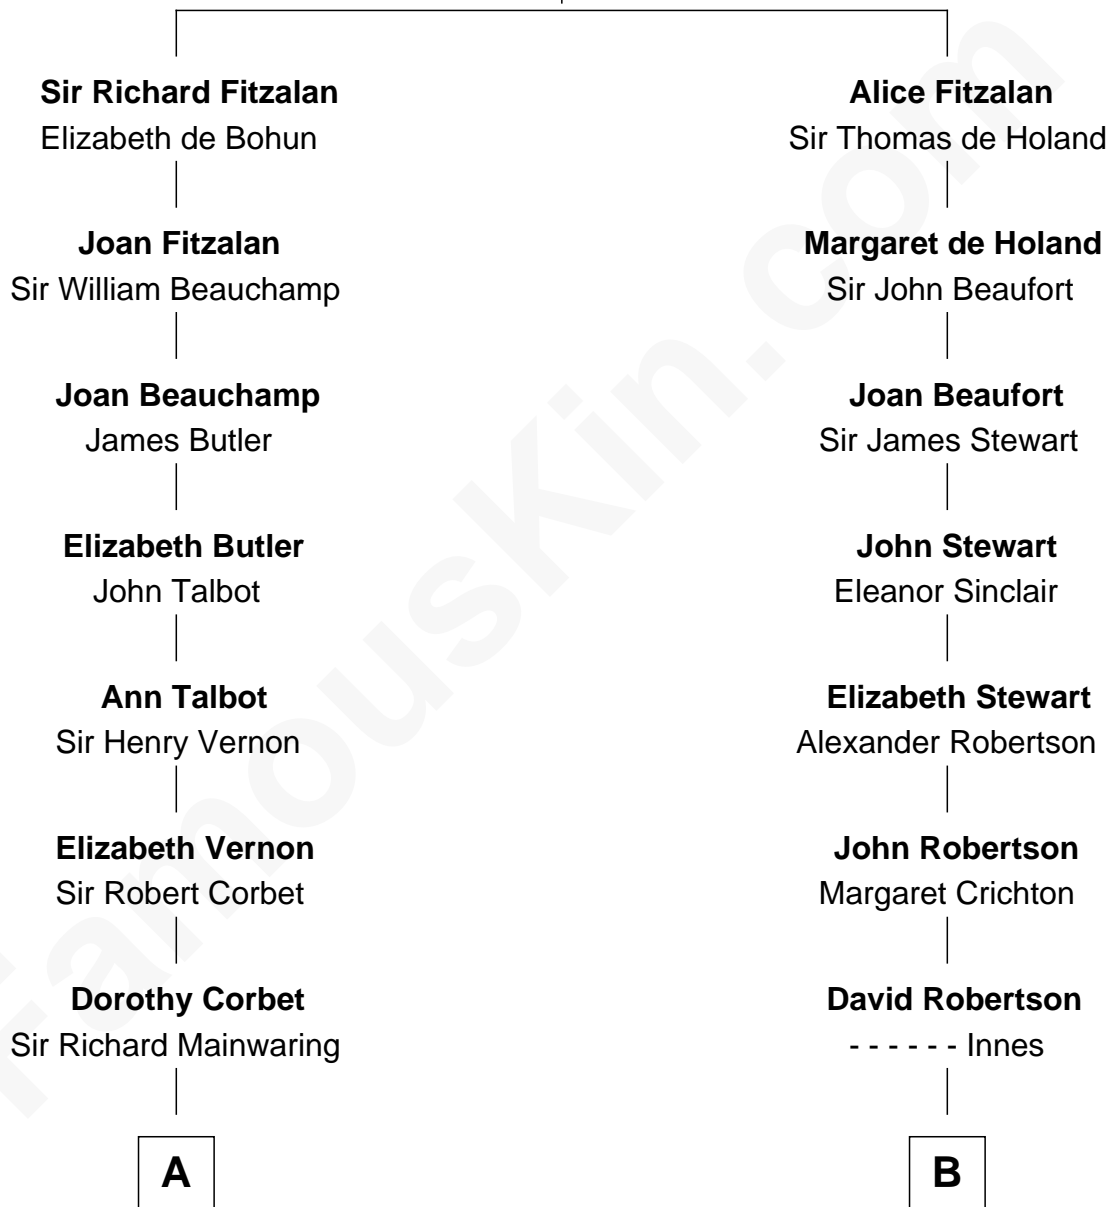 Sir Richard Fitzalan
Elizabeth de Bohun
Joan Fitzalan
Sir William Beauchamp
Joan Beauchamp
James Butler
Elizabeth Butler
John Talbot
Ann Talbot
Sir Henry Vernon
Elizabeth Vernon
Sir Robert Corbet
Dorothy Corbet
Sir Richard Mainwaring
A
Alice Fitzalan
Sir Thomas de Holand
Margaret de Holand
Sir John Beaufort
Joan Beaufort
Sir James Stewart
John Stewart
Eleanor Sinclair
Elizabeth Stewart
Alexander Robertson
John Robertson
Margaret Crichton
David Robertson
- - - - - - Innes
B
FamousKin.com